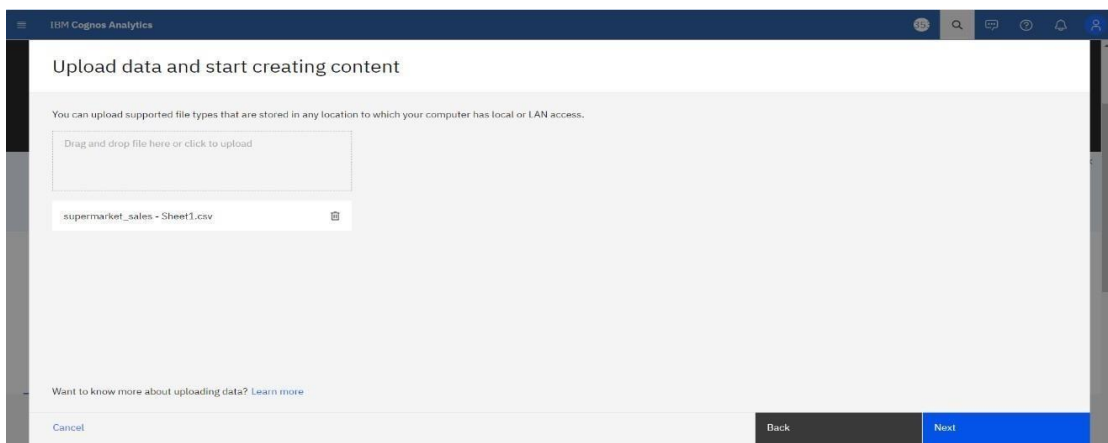 IBM Cognos Analytics
Upload data and start creating content
You can upload supported file types that are stored in any location to which your computer has local or LAN access.
Drag and drop file here or click to upload
supermarket_sales - Sheet1.csv
Want to know more about uploading data? Learn more
Cancel
Back
Next